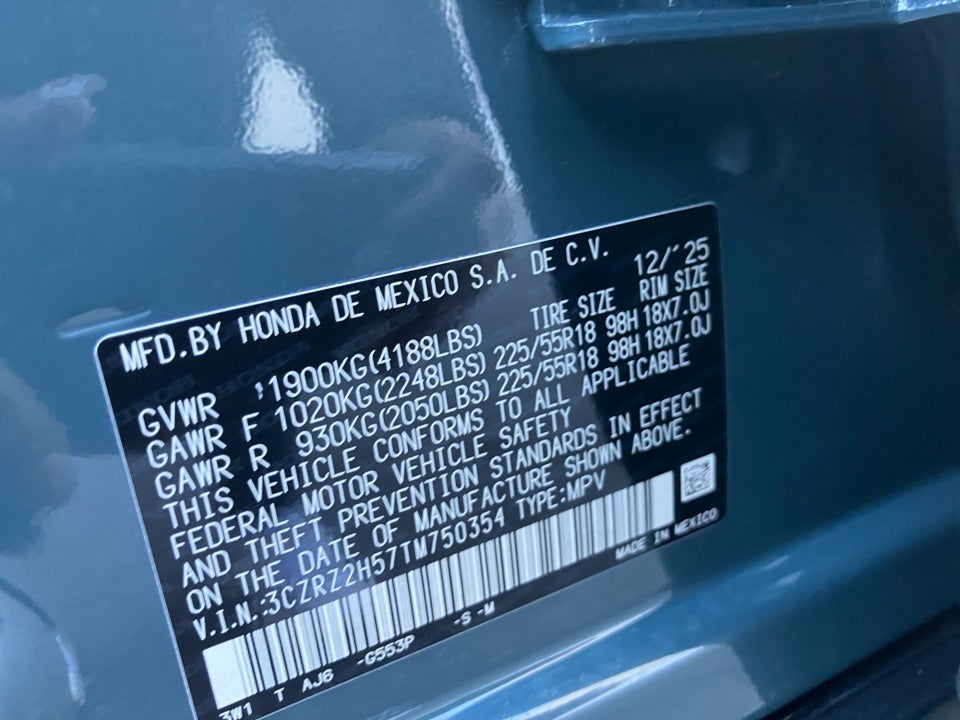 MFD.BY HONDA DE MEXICO S.A. DE C.V. 12/'25
TIRE SIZE RIM SIZE
GVWR 1900KG(4188LBS)
GAWR F 1020KG(2248LBS) 225/55R18 98H 18X7.0J
GAWR R 930KG(2050LBS) 225/55R18 98H 18X7.0J
THIS VEHICLE CONFORMS TO ALL APPLICABLE
FEDERAL MOTOR VEHICLE SAFETY
AND THEFT PREVENTION STANDARDS IN EFFECT
ON THE DATE OF MANUFACTURE SHOWN ABOVE.
V.I.N.:3CZRZ2H57TM750354 TYPE:MPV
MADE IN MEXICO
3W1 T AJ6 -G553P -S -M